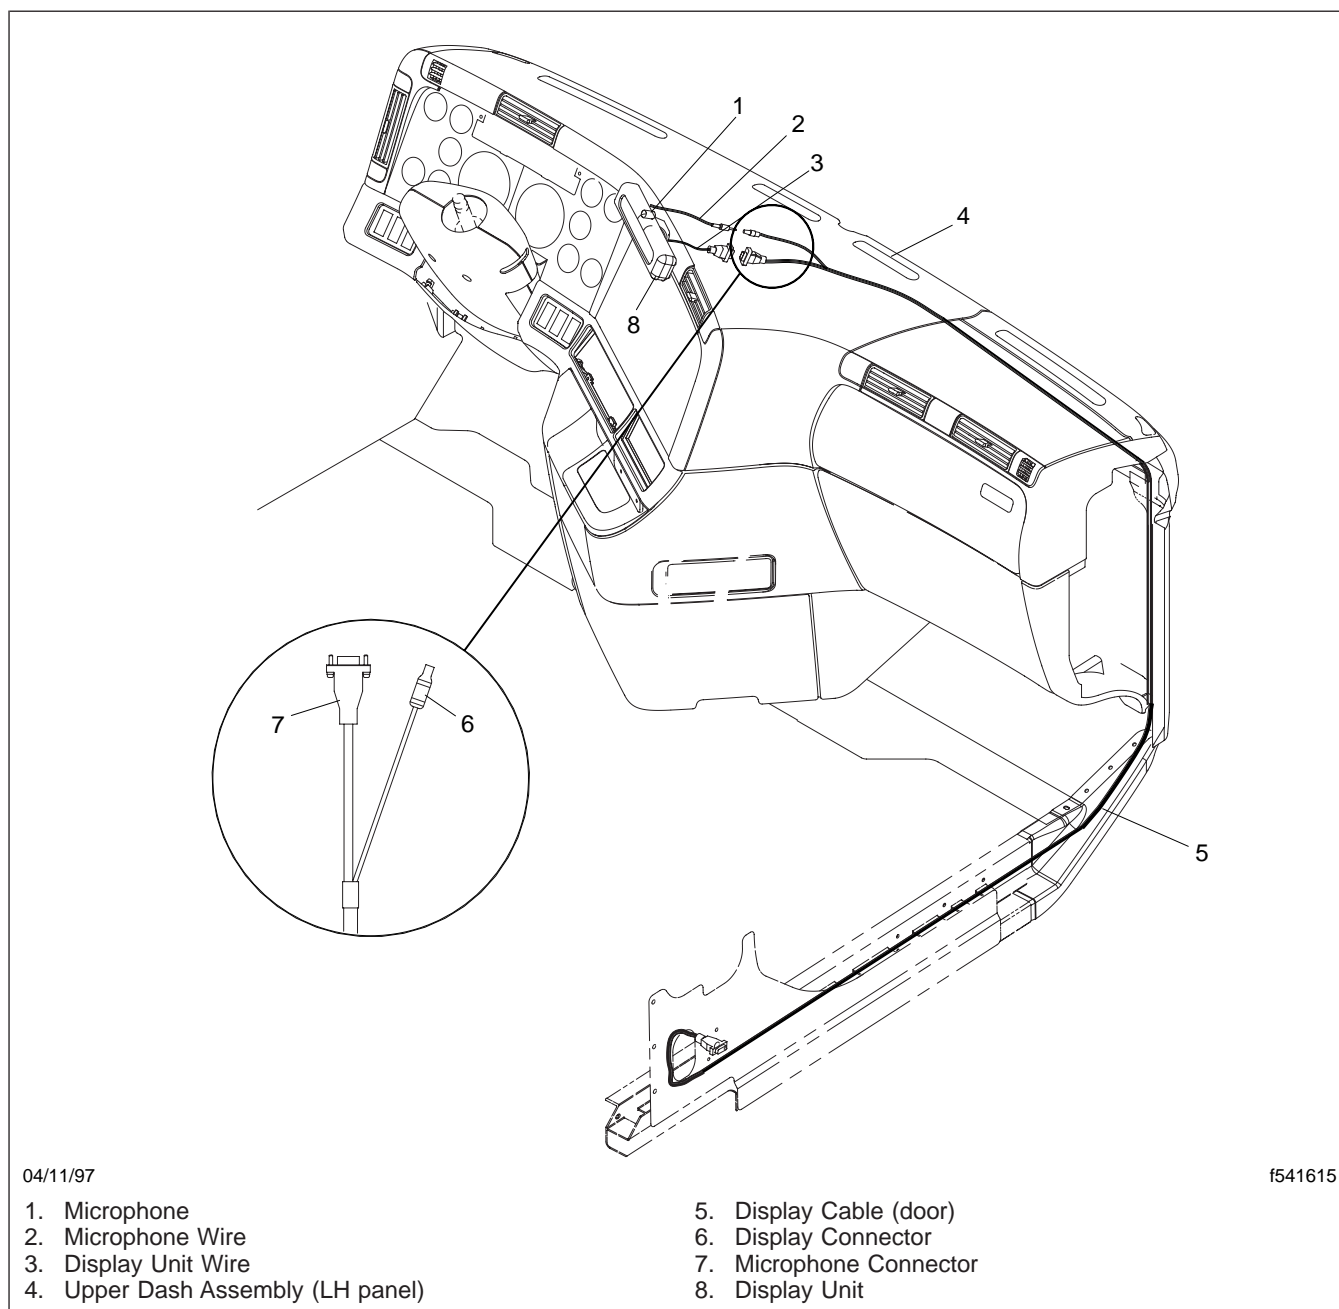 1
2
3
4
8
7
6
5
04/11/97
f541615
1. Microphone
2. Microphone Wire
3. Display Unit Wire
4. Upper Dash Assembly (LH panel)
5. Display Cable (door)
6. Display Connector
7. Microphone Connector
8. Display Unit